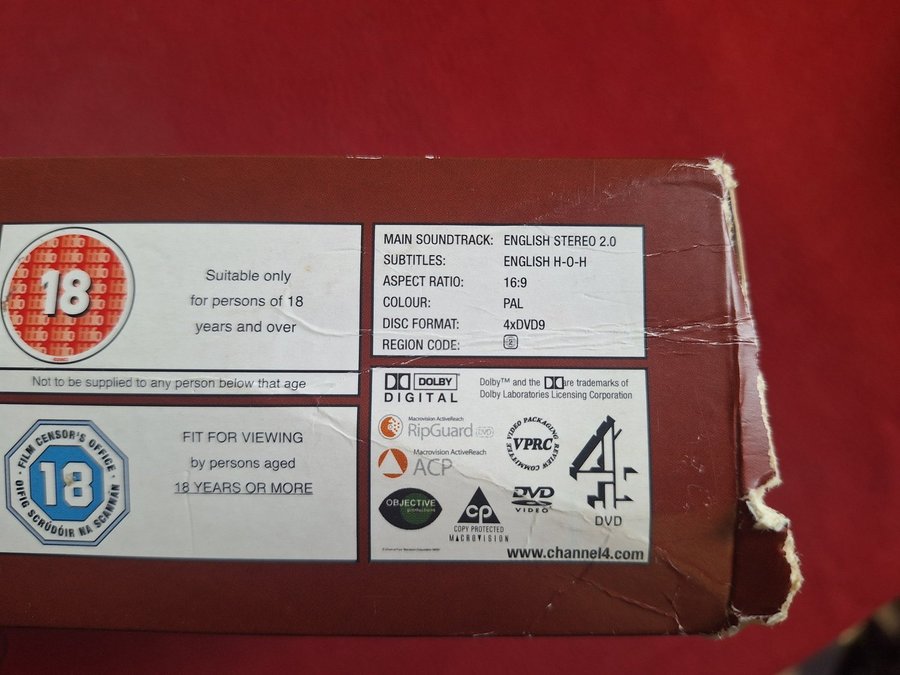 18
Suitable only
for persons of 18
years and over
Not to be supplied to any person below that age
FILM CENSOR'S OFFICE
OIFIG SCRÚDÓIR NA SCANNÁN
18
FIT FOR VIEWING
by persons aged
18 YEARS OR MORE
MAIN SOUNDTRACK: ENGLISH STEREO 2.0
SUBTITLES: ENGLISH H-O-H
ASPECT RATIO: 16:9
COLOUR: PAL
DISC FORMAT: 4xDVD9
REGION CODE: 2
DOLBY
DIGITAL
Dolby™ and the are trademarks of
Dolby Laboratories Licensing Corporation
Macrovision ActiveReach
RipGuard DVD
Macrovision ActiveReach
ACP
VIDEO PACKAGING REVIEW COMMITTEE
VPRC
4
DVD
OBJECTIVE
productions
cp
COPY PROTECTED
MACROVISION
DVD
VIDEO
www.channel4.com